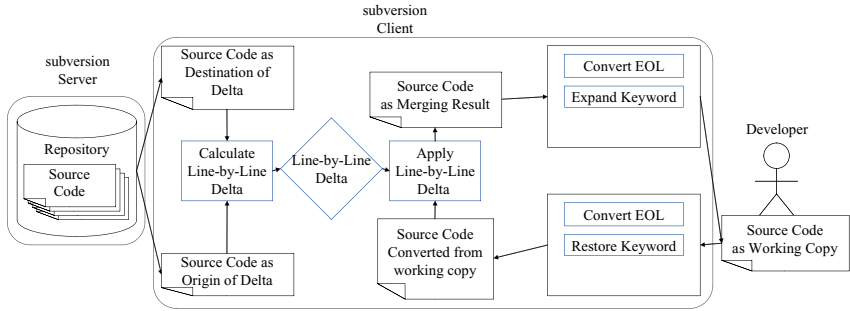 subversion
Client
subversion
Server
Repository
Source
Code
Source Code as
Destination of
Delta
Calculate
Line-by-Line
Delta
Source Code as
Origin of Delta
Line-by-Line
Delta
Source Code
as Merging Result
Apply
Line-by-Line
Delta
Source Code
Converted from
working copy
Convert EOL
Expand Keyword
Convert EOL
Restore Keyword
Developer
Source Code
as Working Copy